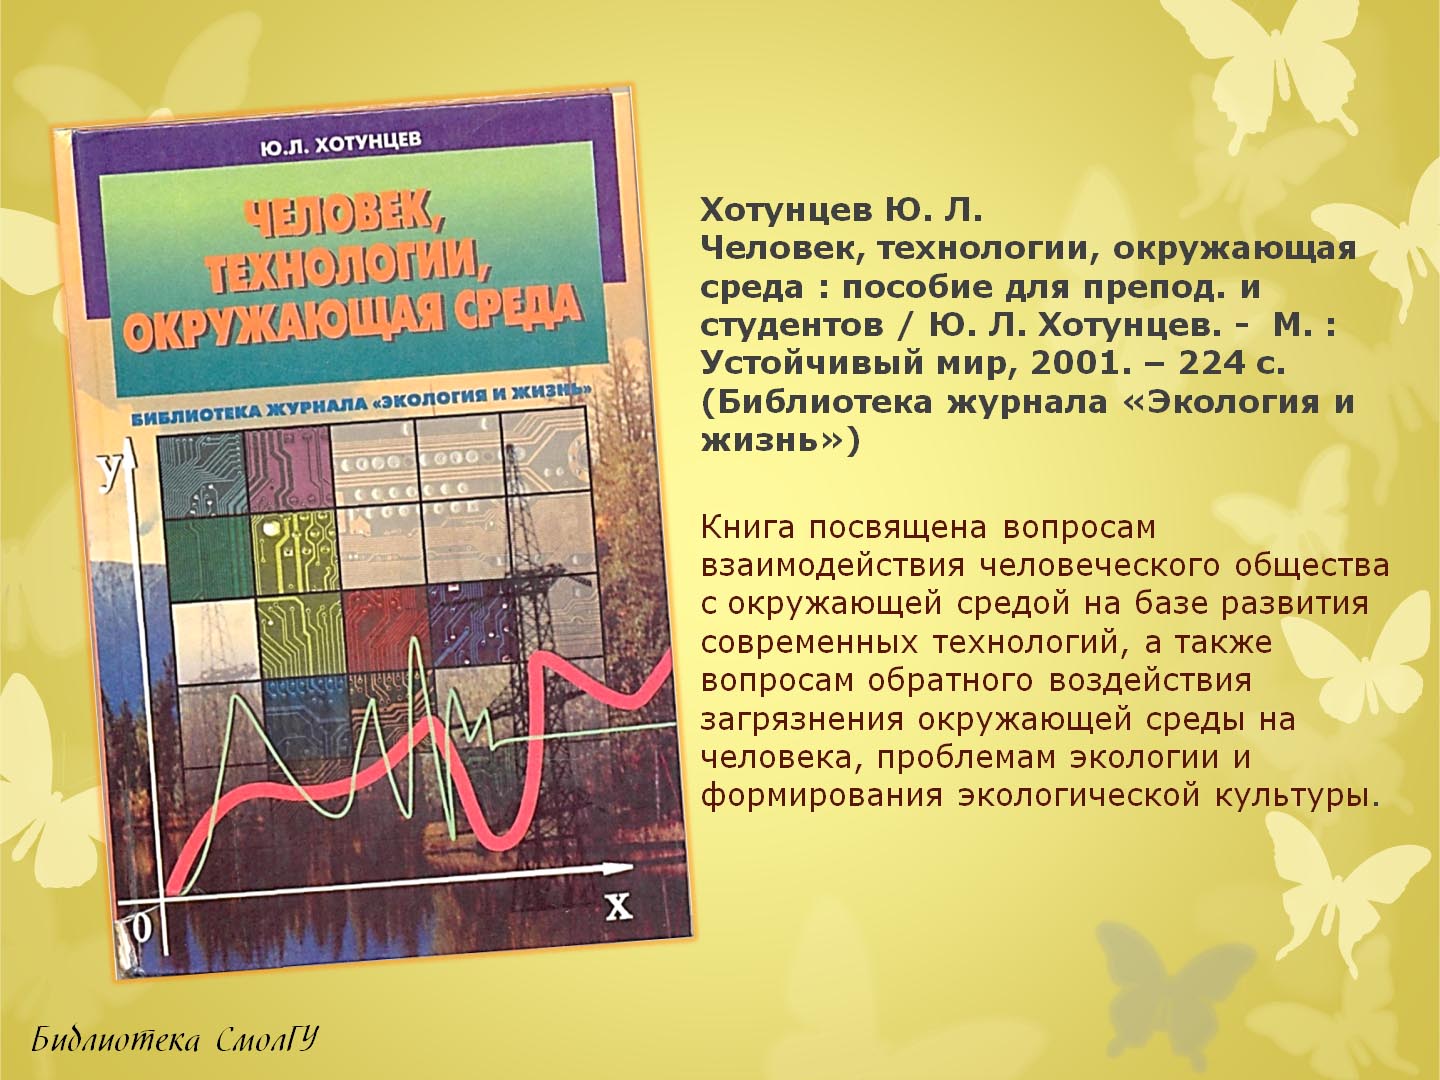 Ю.Л. ХОТУНЦЕВ
ЧЕЛОВЕК,
ТЕХНОЛОГИИ,
ОКРУЖАЮЩАЯ СРЕДА
БИБЛИОТЕКА ЖУРНАЛА «ЭКОЛОГИЯ И ЖИЗНЬ»
У
0
Х
Хотунцев Ю. Л.
Человек, технологии, окружающая
среда : пособие для препод. и
студентов / Ю. Л. Хотунцев. - М. :
Устойчивый мир, 2001. – 224 с.
(Библиотека журнала «Экология и
жизнь»)
Книга посвящена вопросам
взаимодействия человеческого общества
с окружающей средой на базе развития
современных технологий, а также
вопросам обратного воздействия
загрязнения окружающей среды на
человека, проблемам экологии и
формирования экологической культуры.
Библиотека СмолГУ